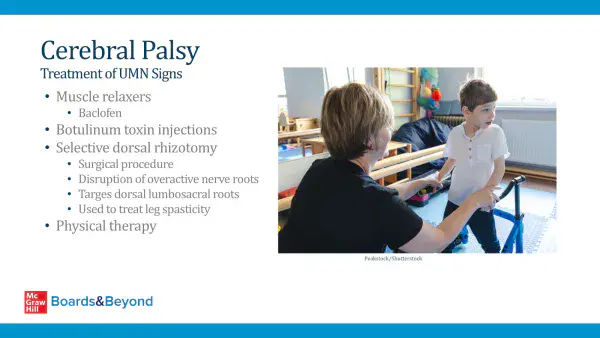 Cerebral Palsy
Treatment of UMN Signs
• Muscle relaxers
• Baclofen
• Botulinum toxin injections
• Selective dorsal rhizotomy
• Surgical procedure
• Disruption of overactive nerve roots
• Targes dorsal lumbosacral roots
• Used to treat leg spasticity
• Physical therapy
Peakstock/Shutterstock
Mc
Graw
Hill
Boards&Beyond